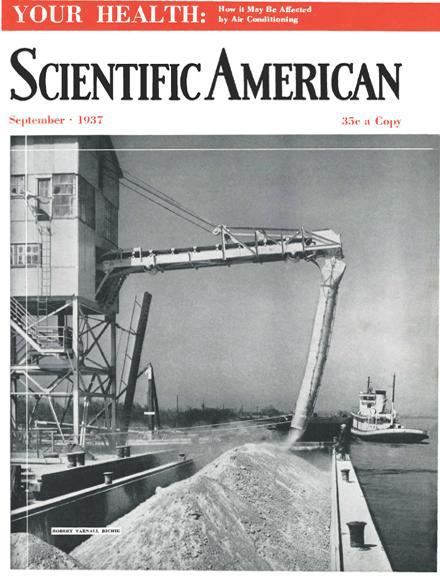 YOUR HEALTH: How it May Be Affected
by Air Conditioning
SCIENTIFIC AMERICAN
September · 1937 35c a Copy
ROBERT YARNALL RICHIE